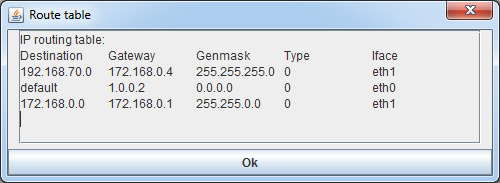 Route table
IP routing table:
Destination Gateway Genmask Type Iface
192.168.70.0 172.168.0.4 255.255.255.0 0 eth1
default 1.0.0.2 0.0.0.0 0 eth0
172.168.0.0 172.168.0.1 255.255.0.0 0 eth1
Ok